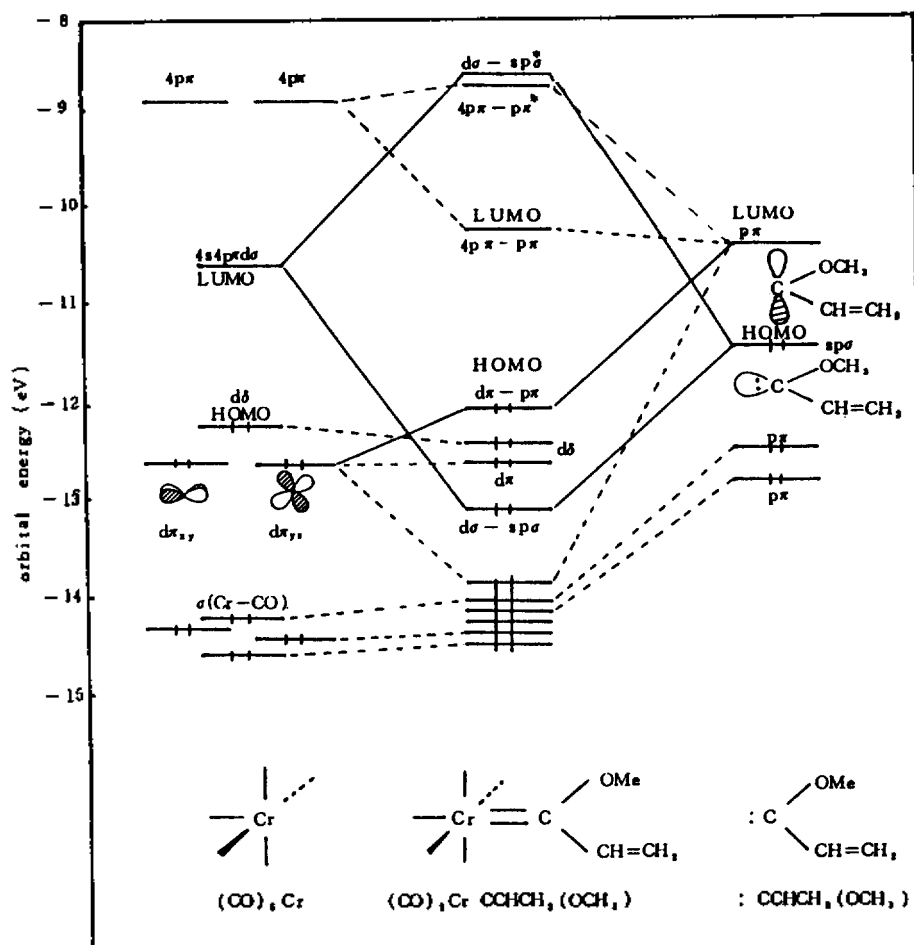 orbital energy (eV)
-8
-9
-10
-11
-12
-13
-14
-15
4pπ 4pπ
4s4pπdσ
LUMO
dδ
HOMO
dπxy dπyz
σ(Cr-CO)
dσ - spσ*
4pπ-pπ*
LUMO
4pπ-pπ
HOMO
dπ-pπ
dδ
dπ
dσ-spσ
LUMO
pπ
C OCH3
CH=CH2
HOMO spσ
:C OCH3
CH=CH2
pπ
pπ
Cr
Cr C OMe
CH=CH2
:C OMe
CH=CH2
(CO)5Cr
(CO)5Cr CCHCH2(OCH3)
: CCHCH2(OCH3)